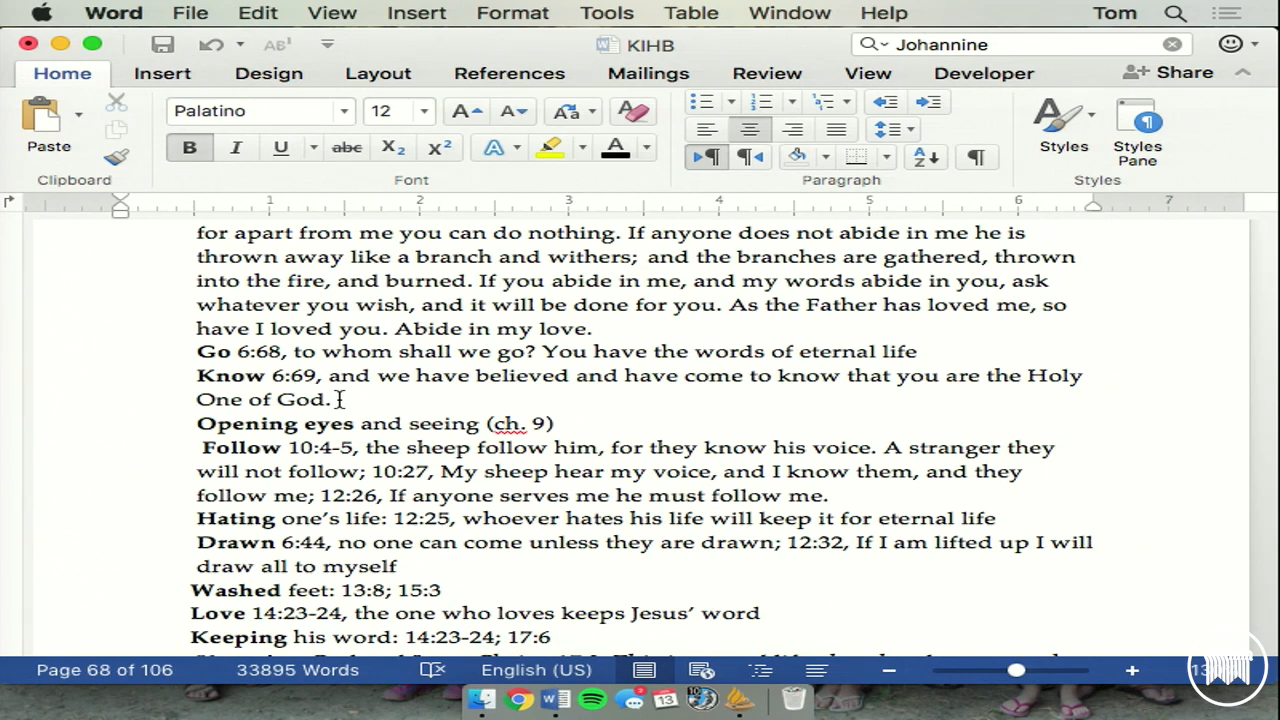 Word File Edit View Insert Format Tools Table Window Help Tom
KIHB Johannine
Home Insert Design Layout References Mailings Review View Developer Share
Palatino 12
Paste Styles Styles Pane
Clipboard Font Paragraph Styles
1 2 3 4 5 6 7
for apart from me you can do nothing. If anyone does not abide in me he is
thrown away like a branch and withers; and the branches are gathered, thrown
into the fire, and burned. If you abide in me, and my words abide in you, ask
whatever you wish, and it will be done for you. As the Father has loved me, so
have I loved you. Abide in my love.
Go 6:68, to whom shall we go? You have the words of eternal life
Know 6:69, and we have believed and have come to know that you are the Holy
One of God.
Opening eyes and seeing (ch. 9)
Follow 10:4-5, the sheep follow him, for they know his voice. A stranger they
will not follow; 10:27, My sheep hear my voice, and I know them, and they
follow me; 12:26, If anyone serves me he must follow me.
Hating one's life: 12:25, whoever hates his life will keep it for eternal life
Drawn 6:44, no one can come unless they are drawn; 12:32, If I am lifted up I will
draw all to myself
Washed feet: 13:8; 15:3
Love 14:23-24, the one who loves keeps Jesus' word
Keeping his word: 14:23-24; 17:6
Page 68 of 106 33895 Words English (US)